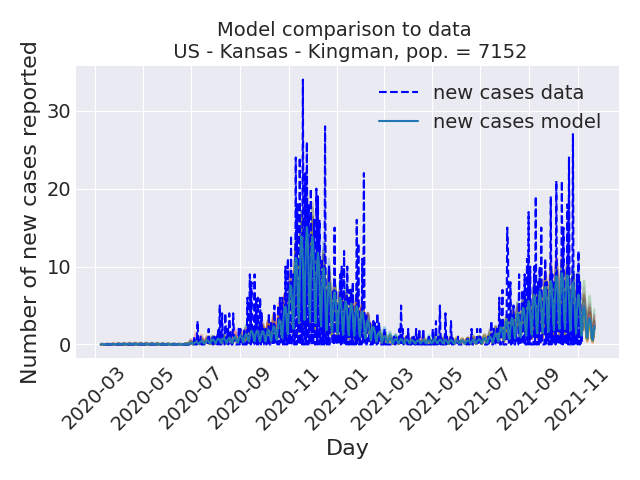 Model comparison to data
US - Kansas - Kingman, pop. = 7152
Number of new cases reported
30
20
10
0
new cases data
new cases model
2020-03
2020-05
2020-07
2020-09
2020-11
2021-01
2021-03
2021-05
2021-07
2021-09
2021-11
Day